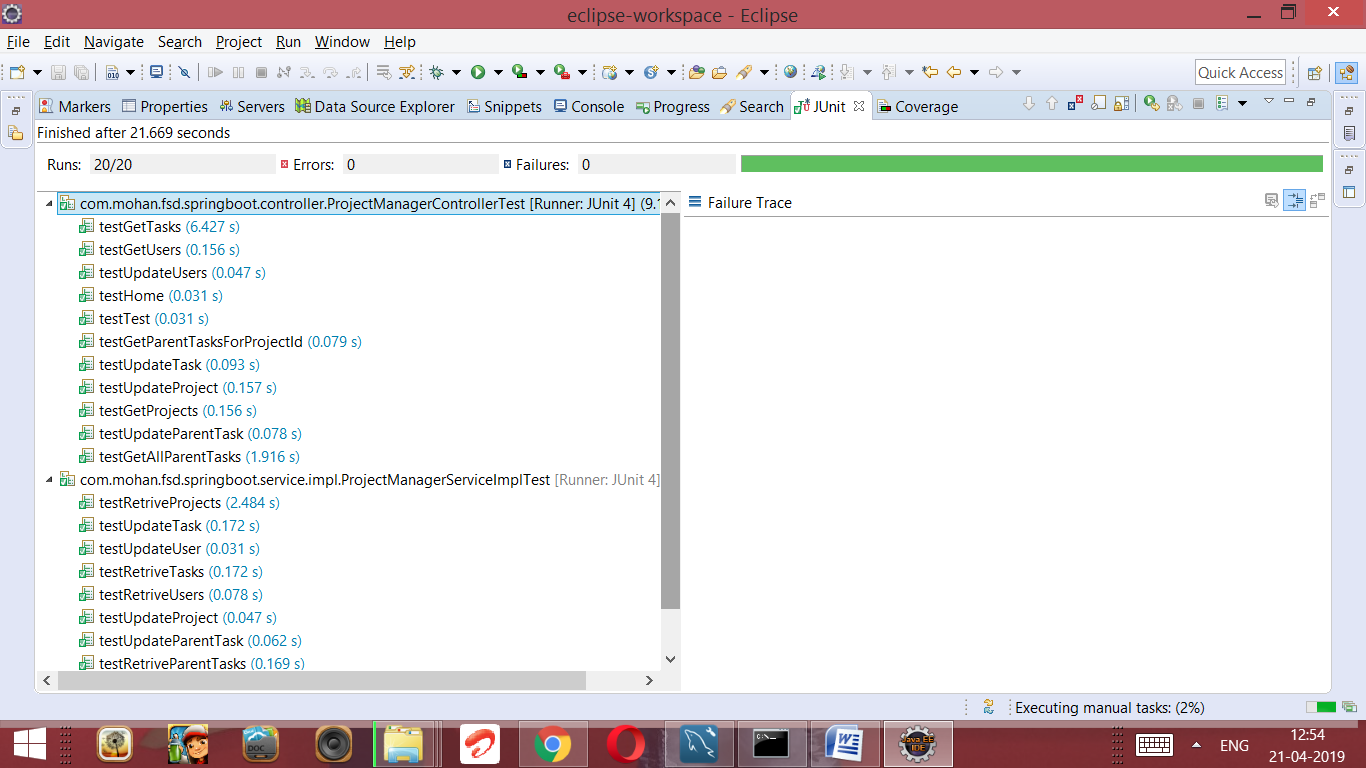 eclipse-workspace - Eclipse
File Edit Navigate Search Project Run Window Help
Quick Access
Markers Properties Servers Data Source Explorer Snippets Console Progress Search JUnit Coverage
Finished after 21.669 seconds
Runs: 20/20 Errors: 0 Failures: 0
com.mohan.fsd.springboot.controller.ProjectManagerControllerTest [Runner: JUnit 4] (9.1
Failure Trace
testGetTasks (6.427 s)
testGetUsers (0.156 s)
testUpdateUsers (0.047 s)
testHome (0.031 s)
testTest (0.031 s)
testGetParentTasksForProjectId (0.079 s)
testUpdateTask (0.093 s)
testUpdateProject (0.157 s)
testGetProjects (0.156 s)
testUpdateParentTask (0.078 s)
testGetAllParentTasks (1.916 s)
com.mohan.fsd.springboot.service.impl.ProjectManagerServiceImplTest [Runner: JUnit 4]
testRetriveProjects (2.484 s)
testUpdateTask (0.172 s)
testUpdateUser (0.031 s)
testRetriveTasks (0.172 s)
testRetriveUsers (0.078 s)
testUpdateProject (0.047 s)
testUpdateParentTask (0.062 s)
testRetriveParentTasks (0.169 s)
Executing manual tasks: (2%)
DOC
Java EE
IDE
ENG
12:54
21-04-2019